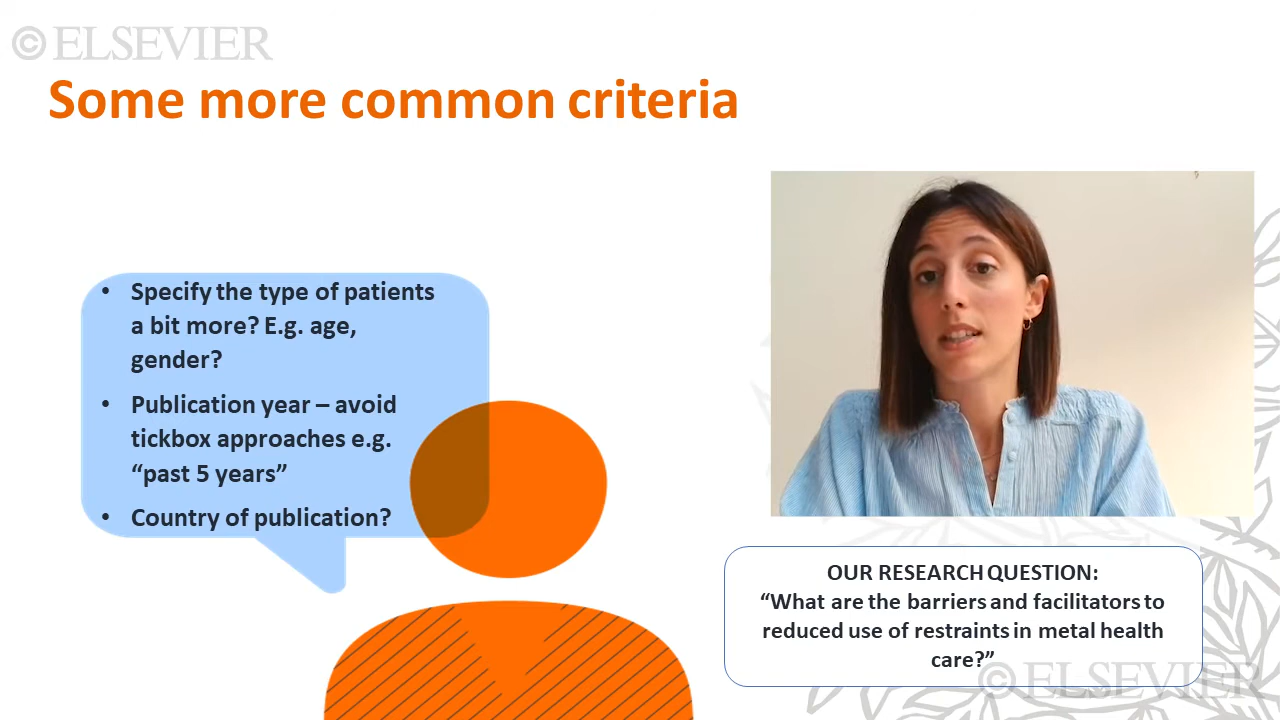 © ELSEVIER
Some more common criteria
• Specify the type of patients
a bit more? E.g. age,
gender?
• Publication year – avoid
tickbox approaches e.g.
“past 5 years”
• Country of publication?
OUR RESEARCH QUESTION:
“What are the barriers and facilitators to
reduced use of restraints in metal health
care?”
© ELSEVIER